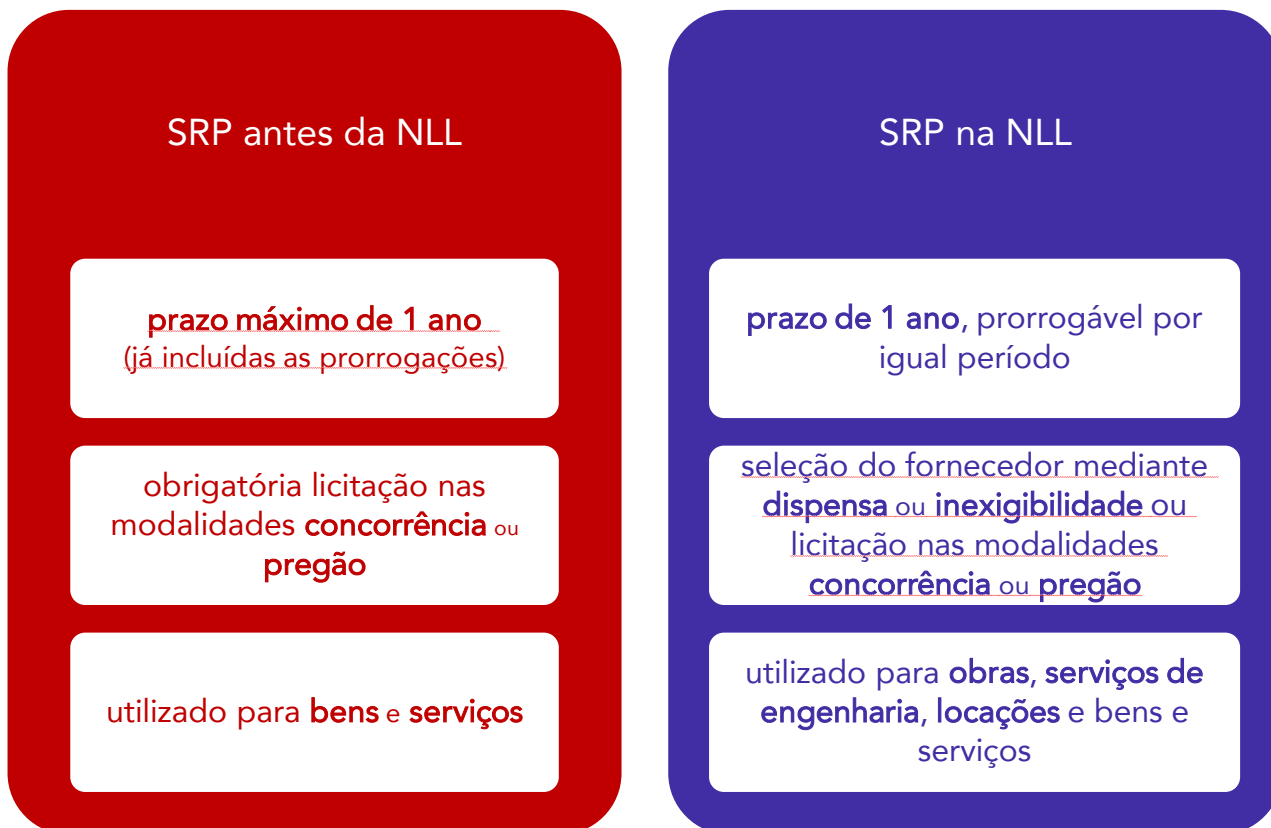 SRP antes da NLL
prazo máximo de 1 ano
(já incluídas as prorrogações)
obrigatória licitação nas
modalidades concorrência ou
pregão
utilizado para bens e serviços
SRP na NLL
prazo de 1 ano, prorrogável por
igual período
seleção do fornecedor mediante
dispensa ou inexigibilidade ou
licitação nas modalidades
concorrência ou pregão
utilizado para obras, serviços de
engenharia, locações e bens e
serviços